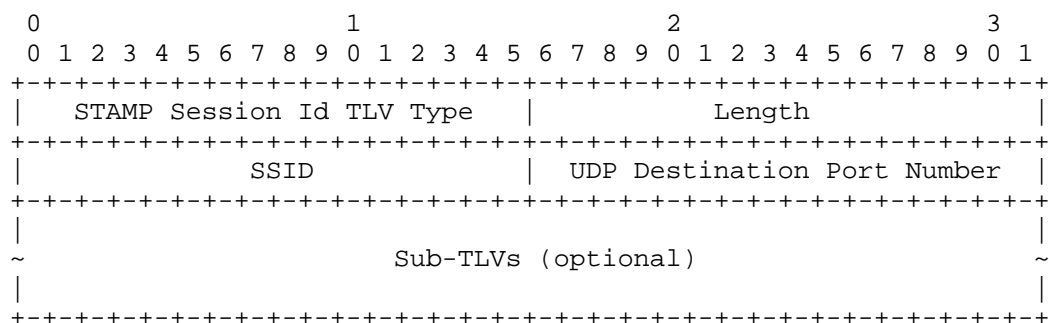 0                   1                   2                   3
 0 1 2 3 4 5 6 7 8 9 0 1 2 3 4 5 6 7 8 9 0 1 2 3 4 5 6 7 8 9 0 1
+-+-+-+-+-+-+-+-+-+-+-+-+-+-+-+-+-+-+-+-+-+-+-+-+-+-+-+-+-+-+-+-+
|   STAMP Session Id TLV Type   |           Length              |
+-+-+-+-+-+-+-+-+-+-+-+-+-+-+-+-+-+-+-+-+-+-+-+-+-+-+-+-+-+-+-+-+
|              SSID             |  UDP Destination Port Number  |
+-+-+-+-+-+-+-+-+-+-+-+-+-+-+-+-+-+-+-+-+-+-+-+-+-+-+-+-+-+-+-+-+
|                                                               |
~                       Sub-TLVs (optional)                     ~
|                                                               |
+-+-+-+-+-+-+-+-+-+-+-+-+-+-+-+-+-+-+-+-+-+-+-+-+-+-+-+-+-+-+-+-+